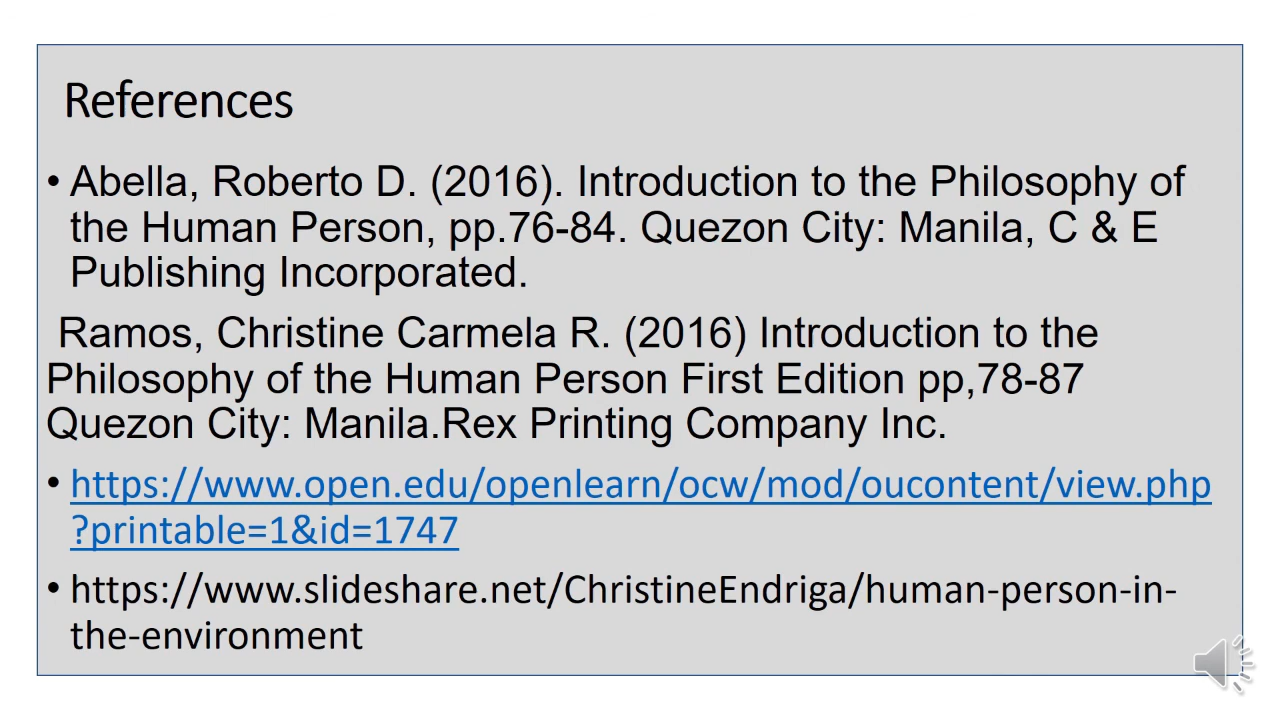 References
• Abella, Roberto D. (2016). Introduction to the Philosophy of
the Human Person, pp.76-84. Quezon City: Manila, C & E
Publishing Incorporated.
Ramos, Christine Carmela R. (2016) Introduction to the
Philosophy of the Human Person First Edition pp,78-87
Quezon City: Manila.Rex Printing Company Inc.
• https://www.open.edu/openlearn/ocw/mod/oucontent/view.php
?printable=1&id=1747
• https://www.slideshare.net/ChristineEndriga/human-person-in-
the-environment